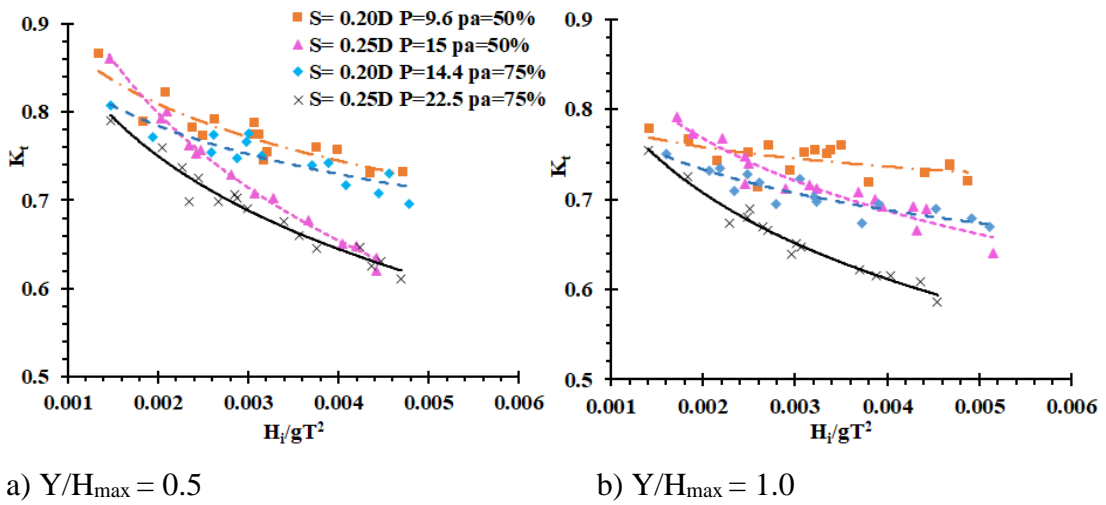 S= 0.20D P=9.6 pa=50%
S= 0.25D P=15 pa=50%
S= 0.20D P=14.4 pa=75%
S= 0.25D P=22.5 pa=75%
0.9
0.8
0.7
0.6
0.5
Kt
0.001 0.002 0.003 0.004 0.005 0.006
Hi/gT²
0.9
0.8
0.7
0.6
0.5
Kt
0.001 0.002 0.003 0.004 0.005 0.006
Hi/gT²
a) Y/Hmax = 0.5
b) Y/Hmax = 1.0